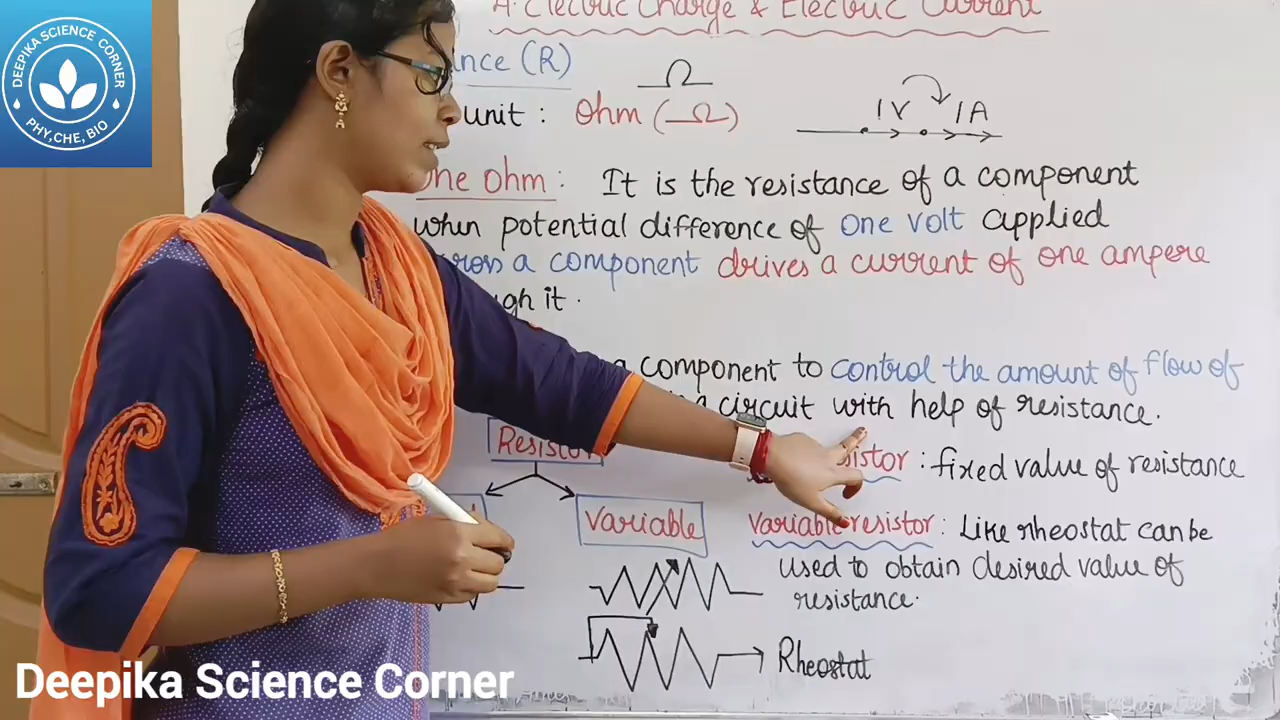 DEEPIKA SCIENCE CORNER
PHY,CHE,BIO
A. Electric Charge & Electric Current
(R)
unit : Ohm (Ω)
Ω
1V 1A
One Ohm : It is the resistance of a component
when potential difference of one volt applied
a component drives a current of one ampere
it.
component to control the amount of flow of
circuit with help of resistance.
Resistor
Variable
: fixed value of resistance
Variable resistor : Like rheostat can be
used to obtain desired value of
resistance.
Rheostat
Deepika Science Corner